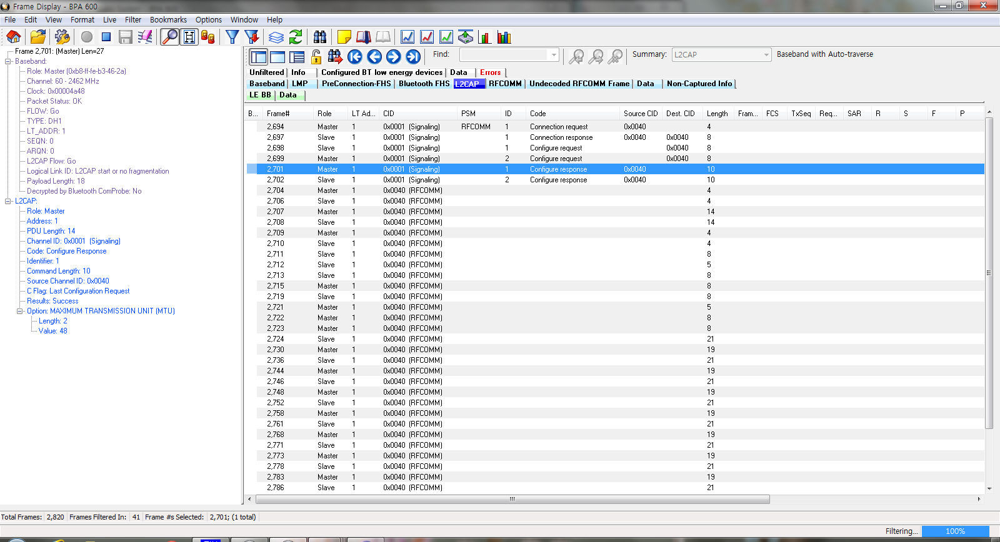 Frame Display - BPA 600
File Edit View Format Live Filter Bookmarks Options Window Help
Frame 2,701: (Master) Len=27
Baseband:
Role: Master (0xb8-ff-fe-b3-46-2a)
Channel: 60 - 2462 MHz
Clock: 0x00004a48
Packet Status: OK
FLOW: Go
TYPE: DH1
LT_ADDR: 1
SEQN: 0
ARQN: 0
L2CAP Flow: Go
Logical Link ID: L2CAP start or no fragmentation
Payload Length: 18
Decrypted by Bluetooth ComProbe: No
L2CAP:
Role: Master
Address: 1
PDU Length: 14
Channel ID: 0x0001 (Signaling)
Code: Configure Response
Identifier: 1
Command Length: 10
Source Channel ID: 0x0040
C Flag: Last Configuration Request
Results: Success
Option: MAXIMUM TRANSMISSION UNIT (MTU)
Length: 2
Value: 48
Find: Summary: L2CAP Baseband with Auto-traverse
Unfiltered Info Configured BT low energy devices Data Errors
Baseband LMP PreConnection-FHS Bluetooth FHS L2CAP RFCOMM Undecoded RFCOMM Frame Data Non-Captured Info
LE BB Data
B... Frame# Role LT Ad... CID PSM ID Code Source CID Dest. CID Length Fram... FCS TxSeq Req... SAR R S F P
2,694 Master 1 0x0001 (Signaling) RFCOMM 1 Connection request 0x0040 4
2,697 Slave 1 0x0001 (Signaling) 1 Connection response 0x0040 0x0040 8
2,698 Slave 1 0x0001 (Signaling) 1 Configure request 0x0040 8
2,699 Master 1 0x0001 (Signaling) 2 Configure request 0x0040 8
2,701 Master 1 0x0001 (Signaling) 1 Configure response 0x0040 10
2,702 Slave 1 0x0001 (Signaling) 2 Configure response 0x0040 10
2,704 Master 1 0x0040 (RFCOMM) 4
2,706 Slave 1 0x0040 (RFCOMM) 4
2,707 Master 1 0x0040 (RFCOMM) 14
2,708 Slave 1 0x0040 (RFCOMM) 14
2,709 Master 1 0x0040 (RFCOMM) 4
2,710 Slave 1 0x0040 (RFCOMM) 4
2,711 Slave 1 0x0040 (RFCOMM) 8
2,712 Slave 1 0x0040 (RFCOMM) 5
2,713 Slave 1 0x0040 (RFCOMM) 8
2,715 Master 1 0x0040 (RFCOMM) 8
2,719 Slave 1 0x0040 (RFCOMM) 8
2,721 Master 1 0x0040 (RFCOMM) 5
2,722 Master 1 0x0040 (RFCOMM) 8
2,723 Master 1 0x0040 (RFCOMM) 8
2,724 Slave 1 0x0040 (RFCOMM) 21
2,730 Master 1 0x0040 (RFCOMM) 19
2,736 Slave 1 0x0040 (RFCOMM) 21
2,744 Master 1 0x0040 (RFCOMM) 19
2,746 Slave 1 0x0040 (RFCOMM) 21
2,748 Master 1 0x0040 (RFCOMM) 19
2,752 Slave 1 0x0040 (RFCOMM) 21
2,758 Master 1 0x0040 (RFCOMM) 19
2,761 Slave 1 0x0040 (RFCOMM) 21
2,768 Master 1 0x0040 (RFCOMM) 19
2,771 Slave 1 0x0040 (RFCOMM) 21
2,773 Master 1 0x0040 (RFCOMM) 19
2,778 Slave 1 0x0040 (RFCOMM) 21
2,783 Master 1 0x0040 (RFCOMM) 19
2,786 Slave 1 0x0040 (RFCOMM) 21
Total Frames: 2,820 Frames Filtered In: 41 Frame #s Selected: 2,701; (1 total)
Filtering... 100%